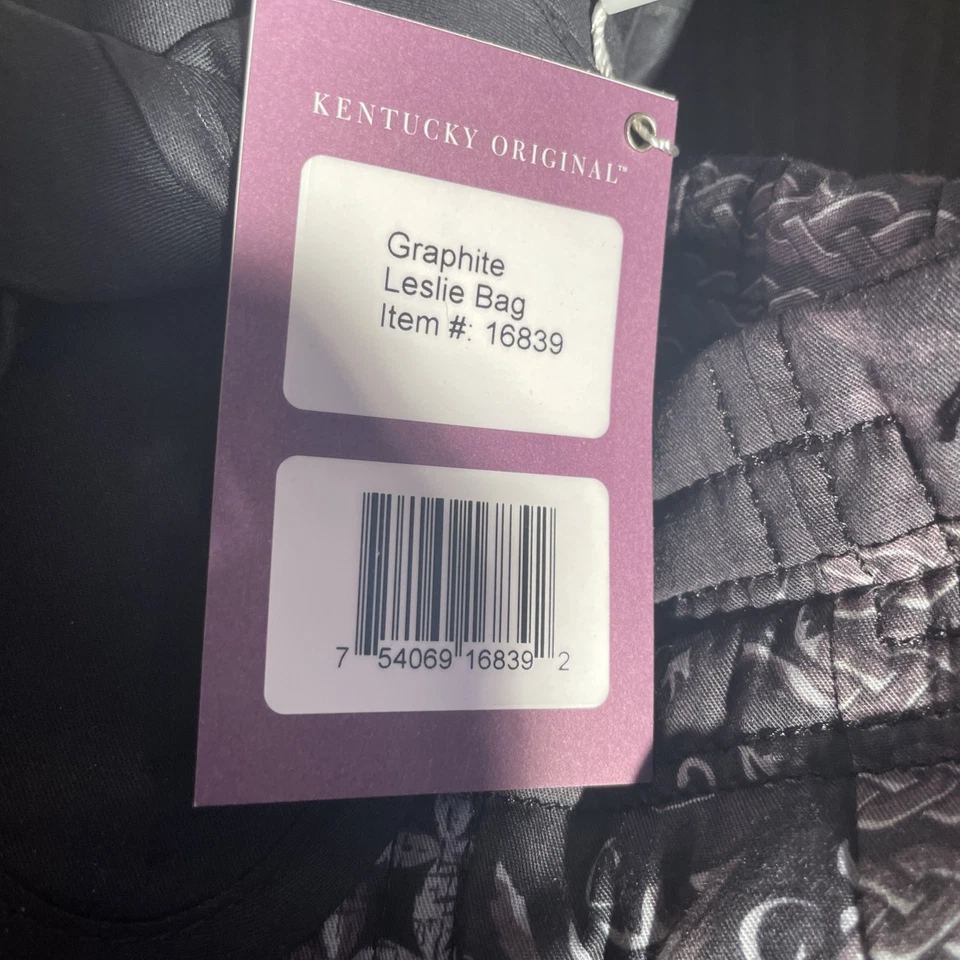 KENTUCKY ORIGINAL™
Graphite
Leslie Bag
Item #: 16839
7 54069 16839 2